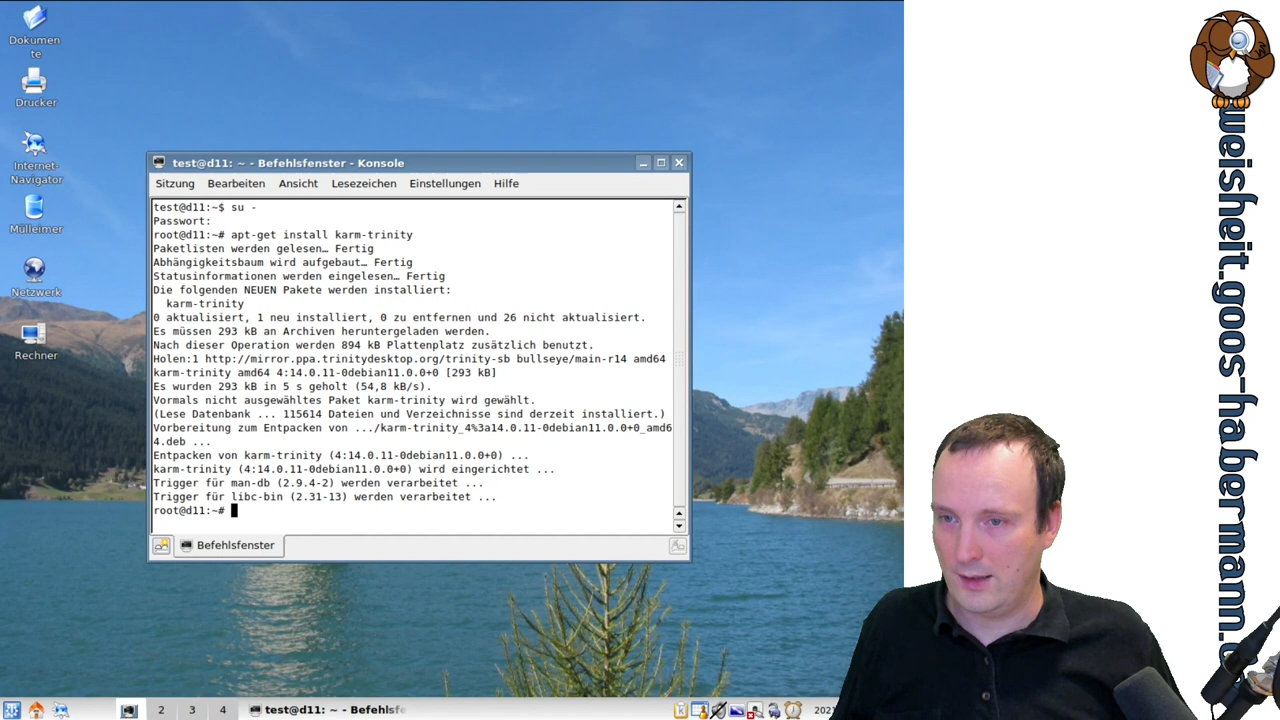 Dokumen
te
Drucker
Internet-
Navigator
Mülleimer
Netzwerk
Rechner
test@d11: ~ - Befehlsfenster - Konsole
Sitzung Bearbeiten Ansicht Lesezeichen Einstellungen Hilfe
test@d11:~$ su -
Passwort:
root@d11:~# apt-get install karm-trinity
Paketlisten werden gelesen… Fertig
Abhängigkeitsbaum wird aufgebaut… Fertig
Statusinformationen werden eingelesen… Fertig
Die folgenden NEUEN Pakete werden installiert:
karm-trinity
0 aktualisiert, 1 neu installiert, 0 zu entfernen und 26 nicht aktualisiert.
Es müssen 293 kB an Archiven heruntergeladen werden.
Nach dieser Operation werden 894 kB Plattenplatz zusätzlich benutzt.
Holen:1 http://mirror.ppa.trinitydesktop.org/trinity-sb bullseye/main-r14 amd64
karm-trinity amd64 4:14.0.11-0debian11.0.0+0 [293 kB]
Es wurden 293 kB in 5 s geholt (54,8 kB/s).
Vormals nicht ausgewähltes Paket karm-trinity wird gewählt.
(Lese Datenbank ... 115614 Dateien und Verzeichnisse sind derzeit installiert.)
Vorbereitung zum Entpacken von .../karm-trinity_4%3a14.0.11-0debian11.0.0+0_amd6
4.deb ...
Entpacken von karm-trinity (4:14.0.11-0debian11.0.0+0) ...
karm-trinity (4:14.0.11-0debian11.0.0+0) wird eingerichtet ...
Trigger für man-db (2.9.4-2) werden verarbeitet ...
Trigger für libc-bin (2.31-13) werden verarbeitet ...
root@d11:~#
Befehlsfenster
2 3 4 test@d11: ~ - Befehlsfe
2021
weisheit.goos-habermann.